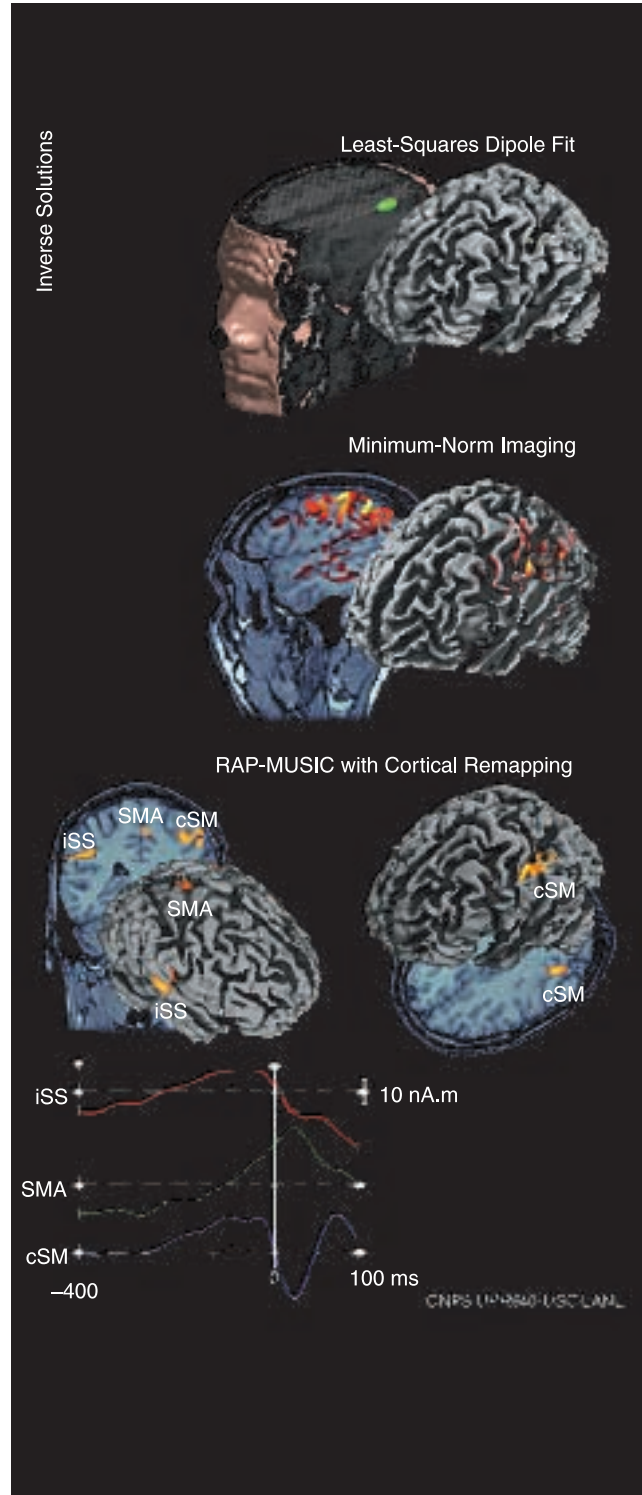 Inverse Solutions
Least-Squares Dipole Fit
Minimum-Norm Imaging
RAP-MUSIC with Cortical Remapping
iSS
SMA
cSM
SMA
iSS
cSM
cSM
iSS
10 nA.m
SMA
cSM
–400
0
100 ms